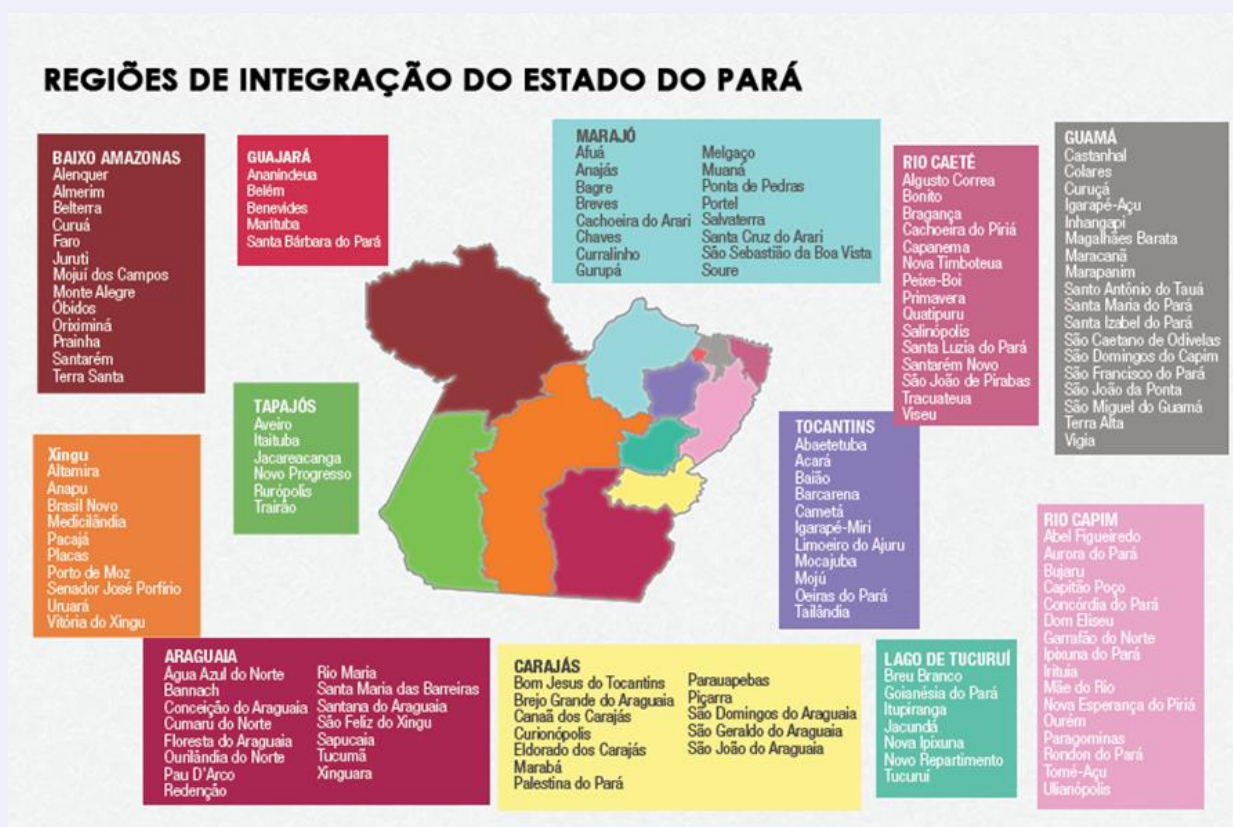 REGIÕES DE INTEGRAÇÃO DO ESTADO DO PARÁ
BAIXO AMAZONAS
Alenquer
Almerim
Belterra
Curuá
Faro
Juruti
Mojuí dos Campos
Monte Alegre
Óbidos
Oriximiná
Prainha
Santarém
Terra Santa
GUAJARÁ
Ananindeua
Belém
Benevides
Marituba
Santa Bárbara do Pará
MARAJÓ
Afuá
Anajás
Bagre
Breves
Cachoeira do Arari
Chaves
Curralinho
Gurupá
Melgaço
Muaná
Ponta de Pedras
Portel
Salvaterra
Santa Cruz do Arari
São Sebastião da Boa Vista
Soure
RIO CAETÉ
Algusto Correa
Bonito
Bragança
Cachoeira do Piriá
Capanema
Nova Timboteua
Peixe-Boi
Primavera
Quatipuru
Salinópolis
Santa Luzia do Pará
Santarém Novo
São João de Pirabas
Tracuateua
Viseu
GUAMÁ
Castanhal
Colares
Curuçá
Igarapé-Açu
Inhangapi
Magalhães Barata
Maracanã
Marapanim
Santo Antônio do Tauá
Santa Maria do Pará
Santa Izabel do Pará
São Caetano de Odivelas
São Domingos do Capim
São Francisco do Pará
São João da Ponta
São Miguel do Guamá
Terra Alta
Vigia
TAPAJÓS
Aveiro
Itaituba
Jacareacanga
Novo Progresso
Rurópolis
Trairão
Xingu
Altamira
Anapu
Brasil Novo
Medicilândia
Pacajá
Placas
Porto de Moz
Senador José Porfírio
Uruará
Vitória do Xingu
TOCANTINS
Abaetetuba
Acará
Baião
Barcarena
Cametá
Igarapé-Miri
Limoeiro do Ajuru
Mocajuba
Mojú
Oeiras do Pará
Tailândia
RIO CAPIM
Abel Figueiredo
Aurora do Pará
Bujaru
Capitão Poço
Concórdia do Pará
Dom Eliseu
Garrafão do Norte
Ipixuna do Pará
Irituia
Mãe do Rio
Nova Esperança do Piriá
Ourém
Paragominas
Rondon do Pará
Tomé-Açu
Ulianópolis
ARAGUAIA
Água Azul do Norte
Bannach
Conceição do Araguaia
Cumaru do Norte
Floresta do Araguaia
Ourilândia do Norte
Pau D'Arco
Redenção
Rio Maria
Santa Maria das Barreiras
Santana do Araguaia
São Feliz do Xingu
Sapucaia
Tucumã
Xinguara
CARAJÁS
Bom Jesus do Tocantins
Brejo Grande do Araguaia
Canaã dos Carajás
Curionópolis
Eldorado dos Carajás
Marabá
Palestina do Pará
Parauapebas
Piçarra
São Domingos do Araguaia
São Geraldo do Araguaia
São João do Araguaia
LAGO DE TUCURUÍ
Breu Branco
Goianésia do Pará
Itupiranga
Jacundá
Nova Ipixuna
Novo Repartimento
Tucuruí